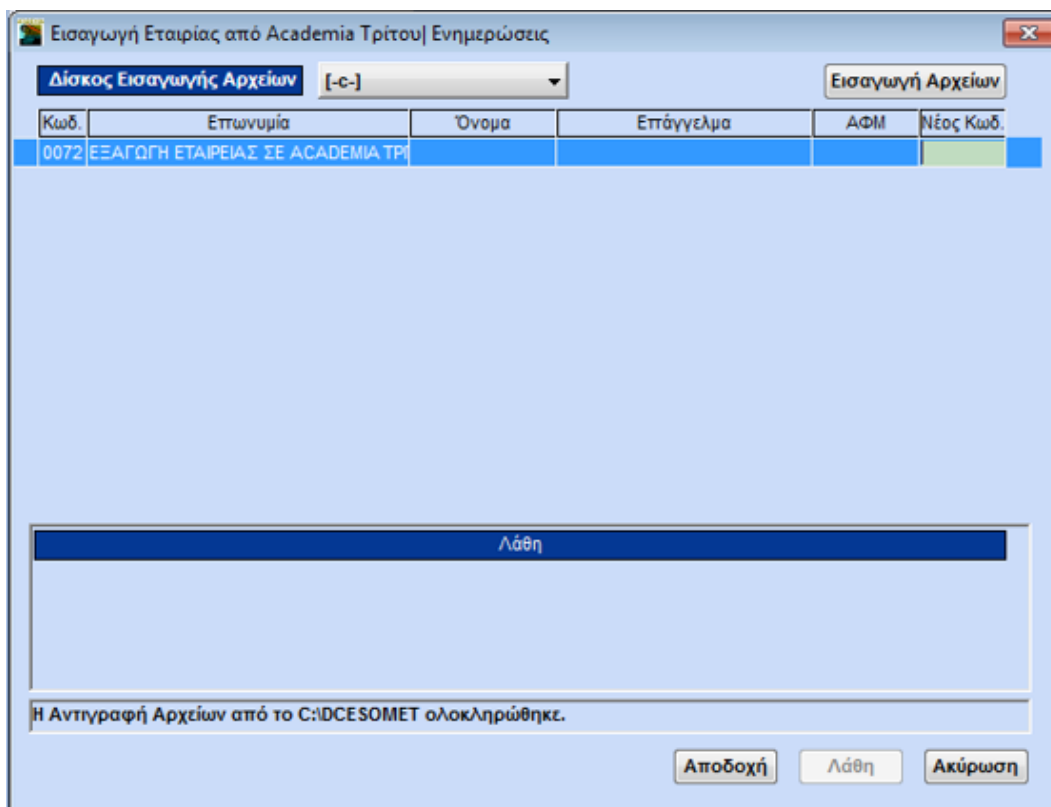 Εισαγωγή Εταιρίας από Academia Τρίτου| Ενημερώσεις
Δίσκος Εισαγωγής Αρχείων [-c-] Εισαγωγή Αρχείων
Κωδ. Επωνυμία Όνομα Επάγγελμα ΑΦΜ Νέος Κωδ.
0072 ΕΞΑΓΩΓΗ ΕΤΑΙΡΕΙΑΣ ΣΕ ACADEMIA
Λάθη
Η Αντιγραφή Αρχείων από το C:\DCESOMET ολοκληρώθηκε.
Αποδοχή Λάθη Ακύρωση